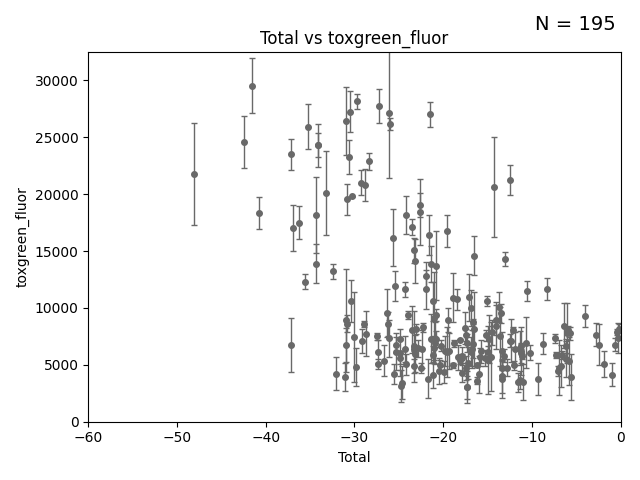 N = 195
Total vs toxgreen_fluor
toxgreen_fluor
30000
25000
20000
15000
10000
5000
0
−60 −50 −40 −30 −20 −10 0
Total